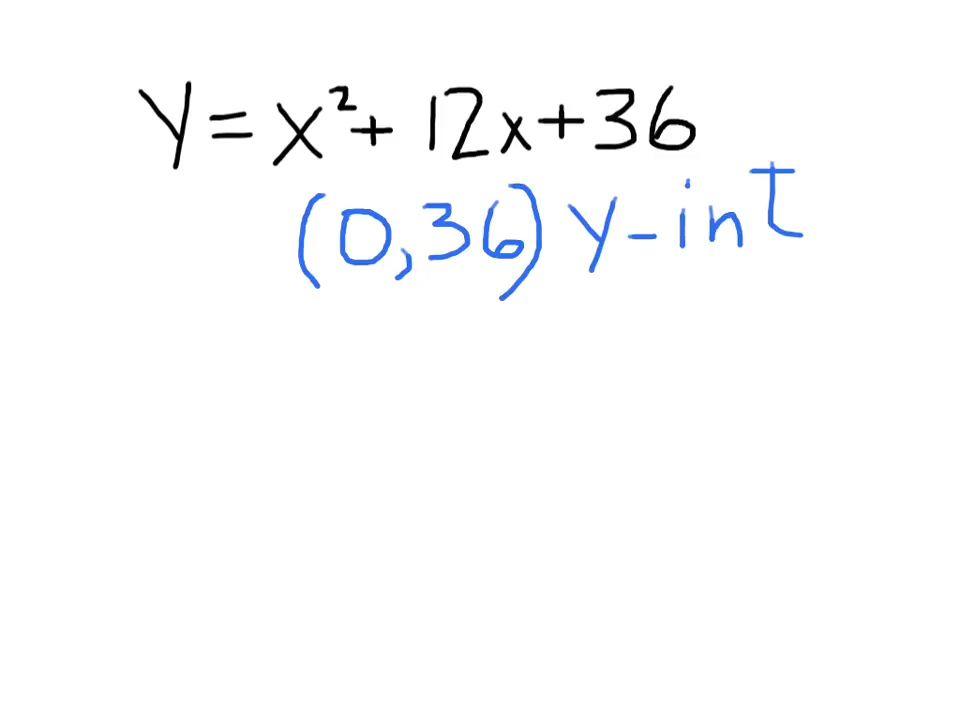 Y = x² + 12x + 36
(0,36) y-int